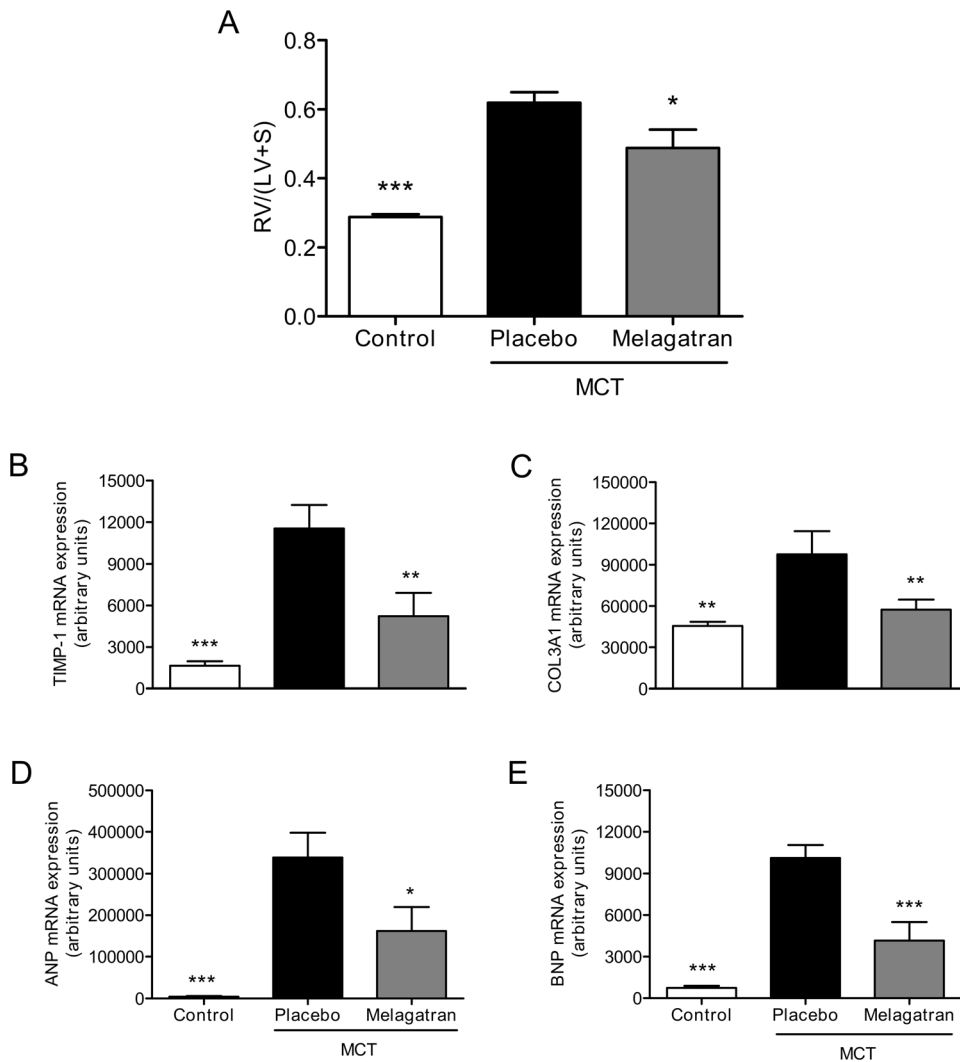 A
RV/(LV+S)
0.8
0.6
0.4
0.2
0.0
***
*
Control
Placebo
Melagatran
MCT
B
TIMP-1 mRNA expression
(arbitrary units)
15000
12000
9000
6000
3000
0
***
**
C
COL3A1 mRNA expression
(arbitrary units)
150000
120000
90000
60000
30000
0
**
**
D
ANP mRNA expression
(arbitrary units)
500000
400000
300000
200000
100000
0
***
*
Control
Placebo
Melagatran
MCT
E
BNP mRNA expression
(arbitrary units)
15000
12000
9000
6000
3000
0
***
***
Control
Placebo
Melagatran
MCT